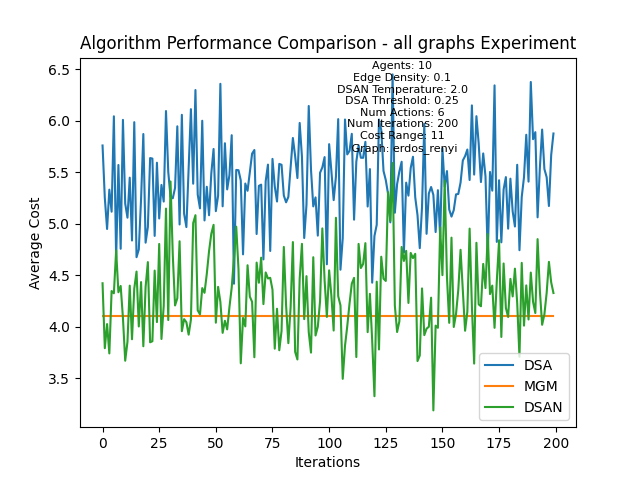 Algorithm Performance Comparison - all graphs Experiment
Agents: 10
Edge Density: 0.1
DSAN Temperature: 2.0
DSA Threshold: 0.25
Num Actions: 6
Num Iterations: 200
Cost Range: 11
Graph: erdos_renyi
6.5
6.0
5.5
5.0
4.5
4.0
3.5
Average Cost
0 25 50 75 100 125 150 175 200
Iterations
DSA
MGM
DSAN